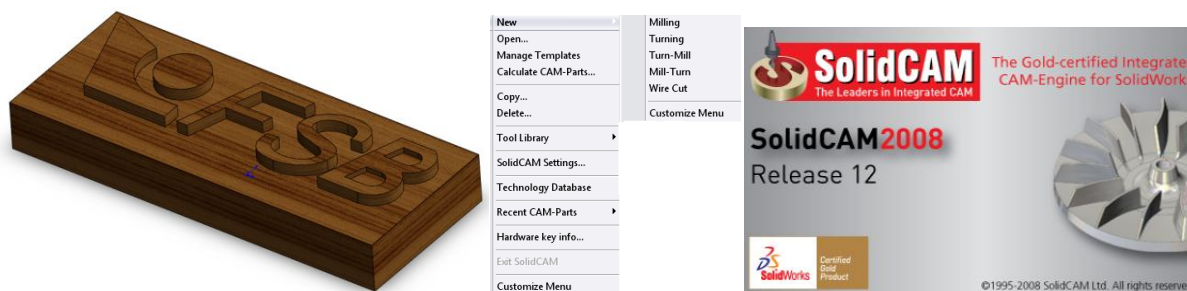 FSB
New
Open...
Manage Templates
Calculate CAM-Parts...
Copy...
Delete...
Tool Library
SolidCAM Settings...
Technology Database
Recent CAM-Parts
Hardware key info...
Exit SolidCAM
Customize Menu
Milling
Turning
Turn-Mill
Mill-Turn
Wire Cut
Customize Menu
SolidCAM
The Leaders in Integrated CAM
The Gold-certified Integrate
CAM-Engine for SolidWork
SolidCAM2008
Release 12
SolidWorks
Certified
Gold
Product
©1995-2008 SolidCAM Ltd. All rights reserve